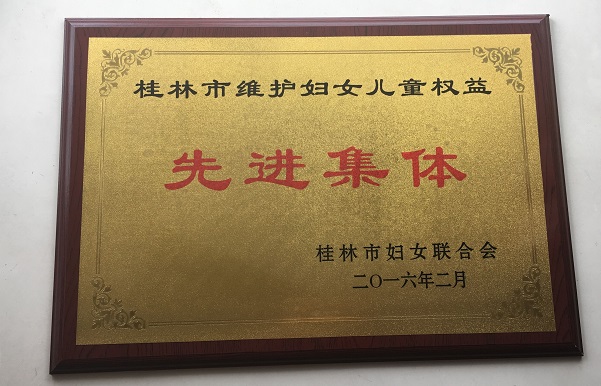 桂林市维护妇女儿童权益
先进集体
桂林市妇女联合会
二〇一六年二月